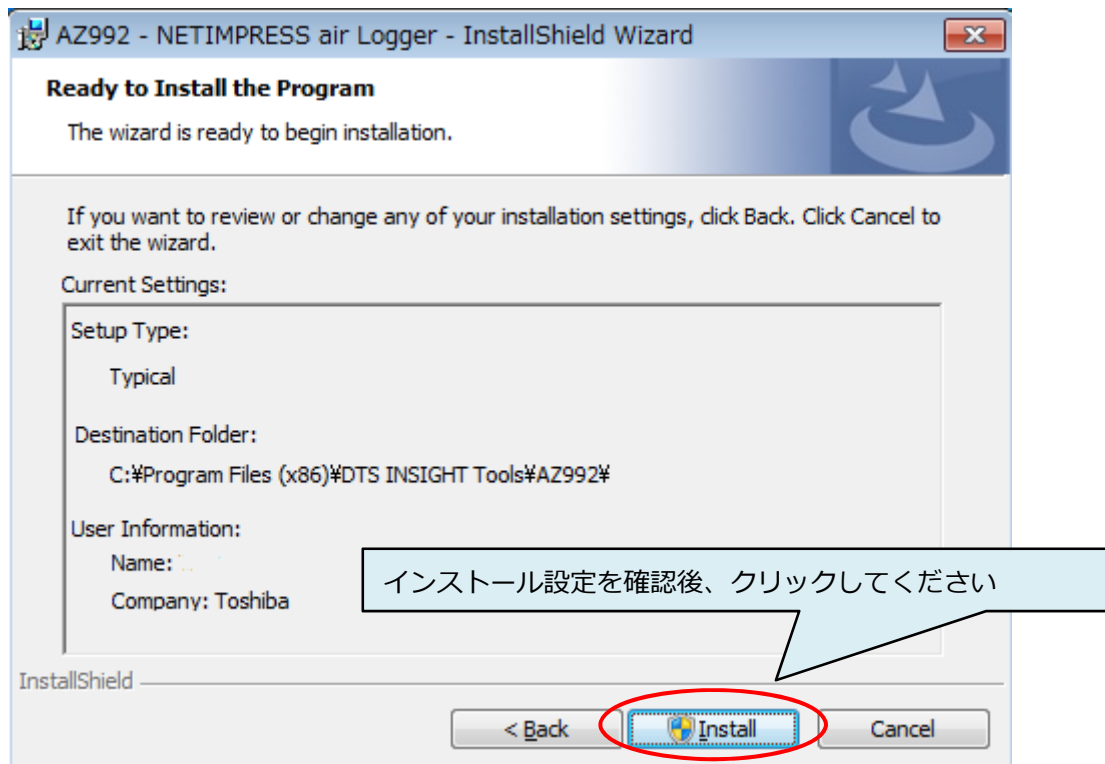 AZ992 - NETIMPRESS air Logger - InstallShield Wizard
Ready to Install the Program
The wizard is ready to begin installation.
If you want to review or change any of your installation settings, click Back. Click Cancel to
exit the wizard.
Current Settings:
Setup Type:
Typical
Destination Folder:
C:¥Program Files (x86)¥DTS INSIGHT Tools¥AZ992¥
User Information:
Name:
Company: Toshiba
インストール設定を確認後、クリックしてください
InstallShield
< Back
Install
Cancel